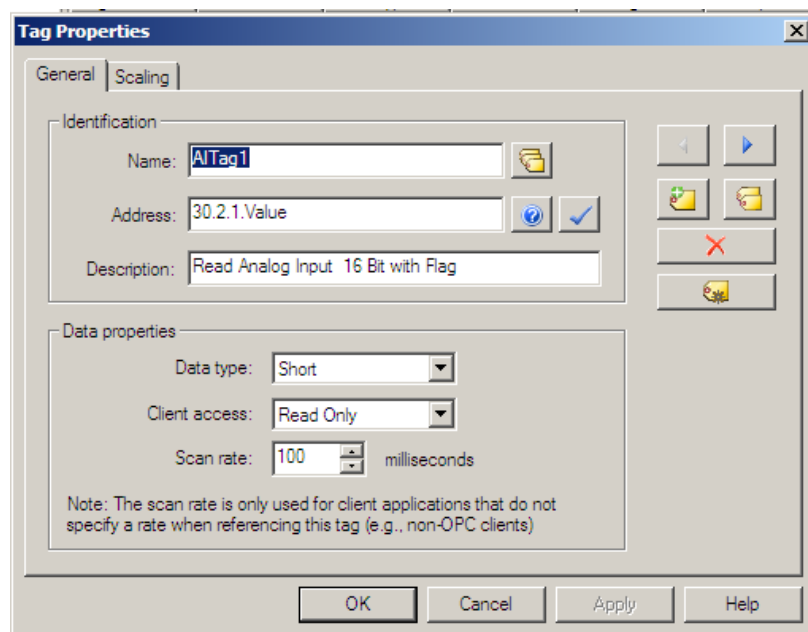 Tag Properties
General Scaling
Identification
Name: AITag1
Address: 30.2.1.Value
Description: Read Analog Input  16 Bit with Flag
Data properties
Data type: Short
Client access: Read Only
Scan rate: 100 milliseconds
Note: The scan rate is only used for client applications that do not
specify a rate when referencing this tag (e.g., non-OPC clients)
OK Cancel Apply Help